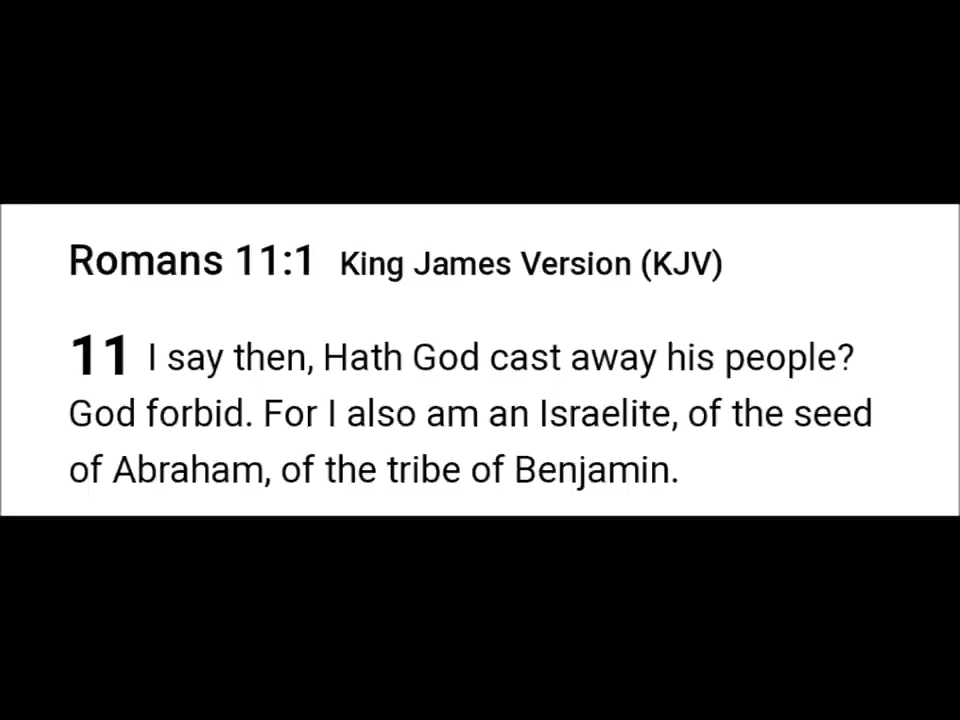 Romans 11:1 King James Version (KJV)
11 I say then, Hath God cast away his people?
God forbid. For I also am an Israelite, of the seed
of Abraham, of the tribe of Benjamin.